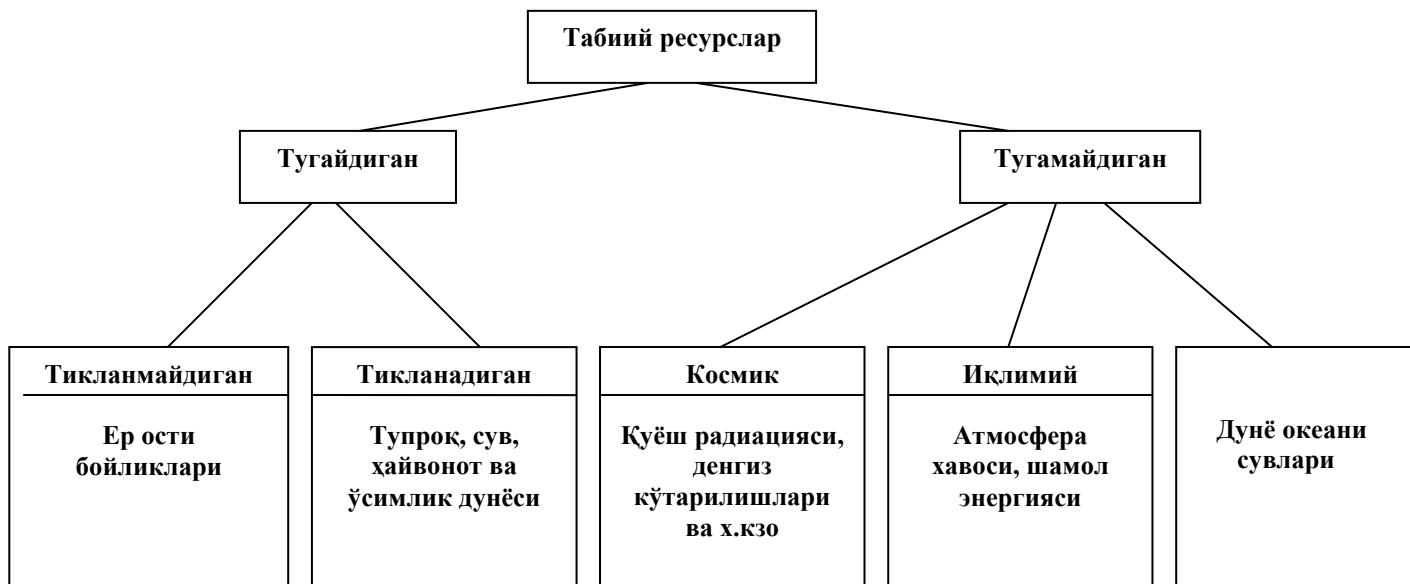 Табиий ресурслар
Тугайдиган
Тугамайдиган
Тикланмайдиган
Ер ости
бойликлари
Тикланадиган
Тупроқ, сув,
ҳайвонот ва
ўсимлик дунёси
Космик
Қуёш радиацияси,
денгиз
кўтарилишлари
ва х.кзо
Иқлимий
Атмосфера
хавоси, шамол
энергияси
Дунё океани
сувлари